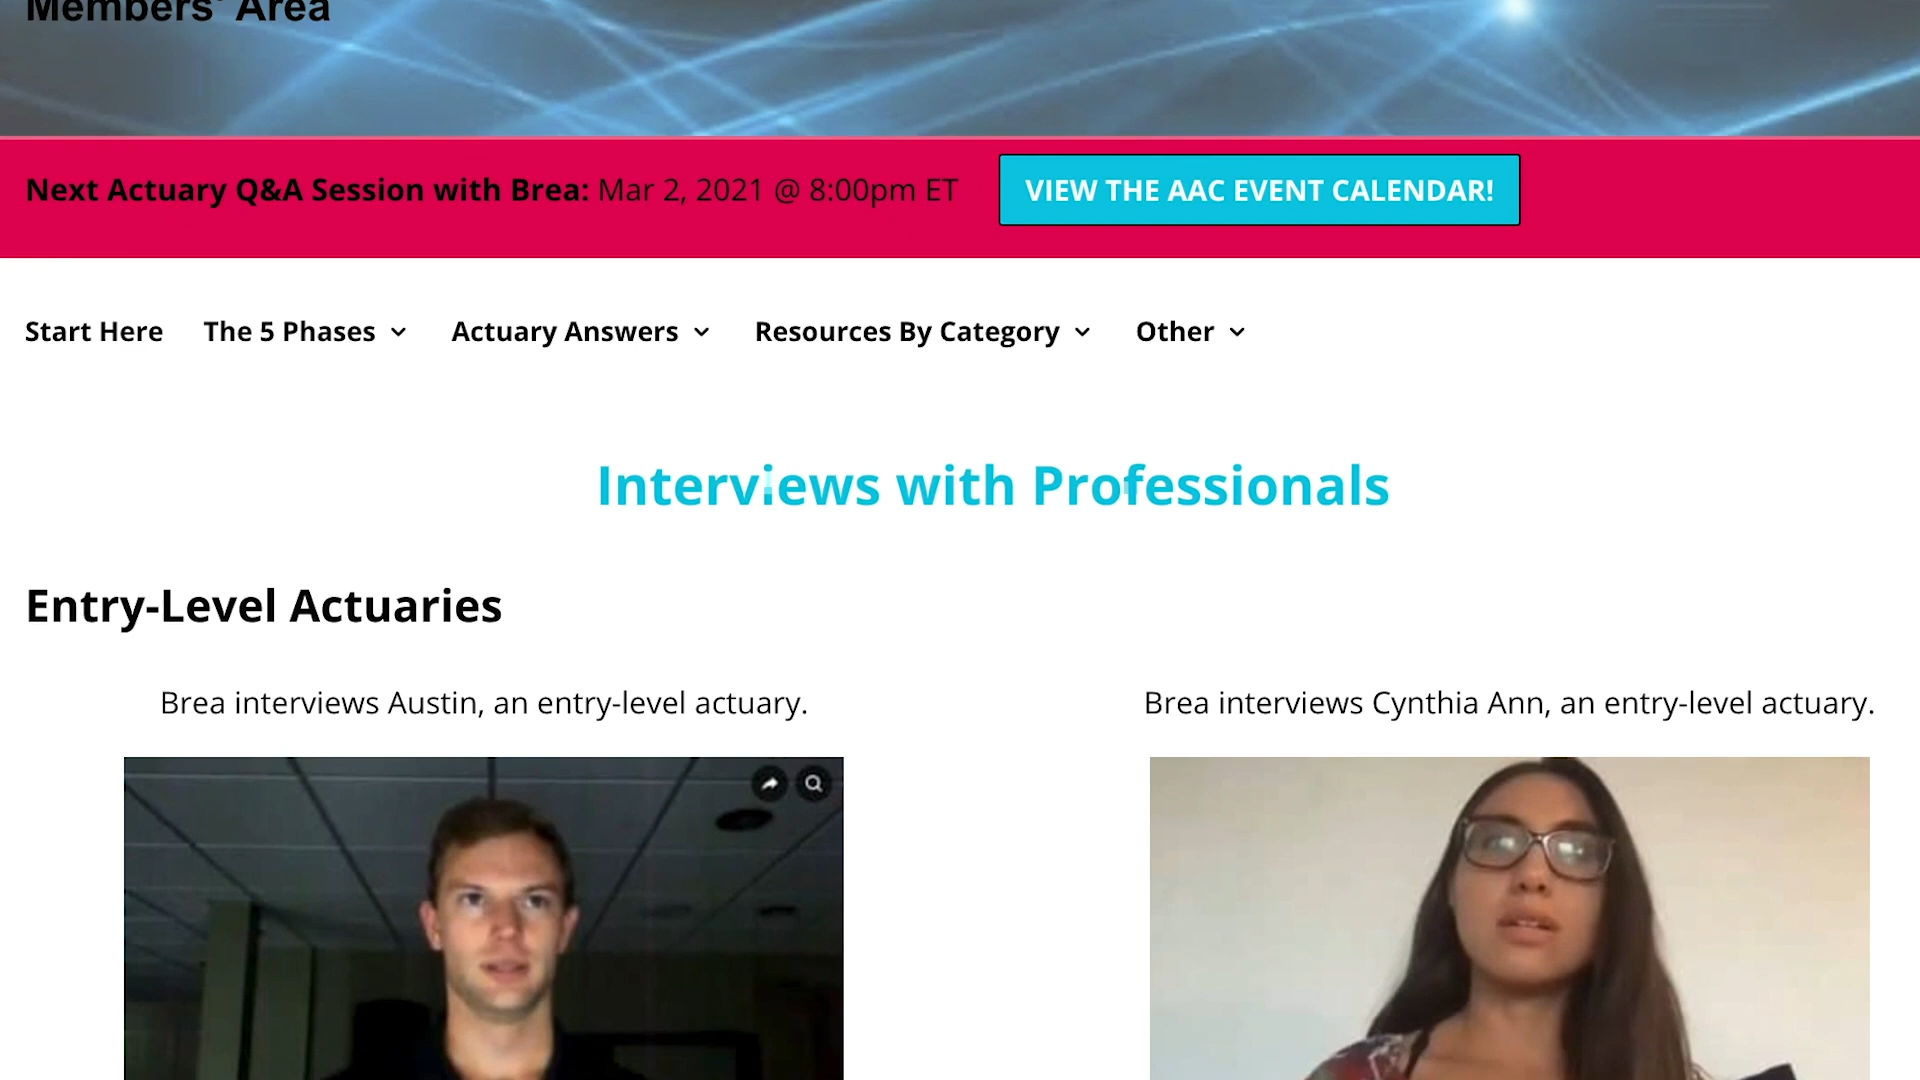 Members' Area
Next Actuary Q&A Session with Brea: Mar 2, 2021 @ 8:00pm ET
VIEW THE AAC EVENT CALENDAR!
Start Here The 5 Phases Actuary Answers Resources By Category Other
Interviews with Professionals
Entry-Level Actuaries
Brea interviews Austin, an entry-level actuary.
Brea interviews Cynthia Ann, an entry-level actuary.